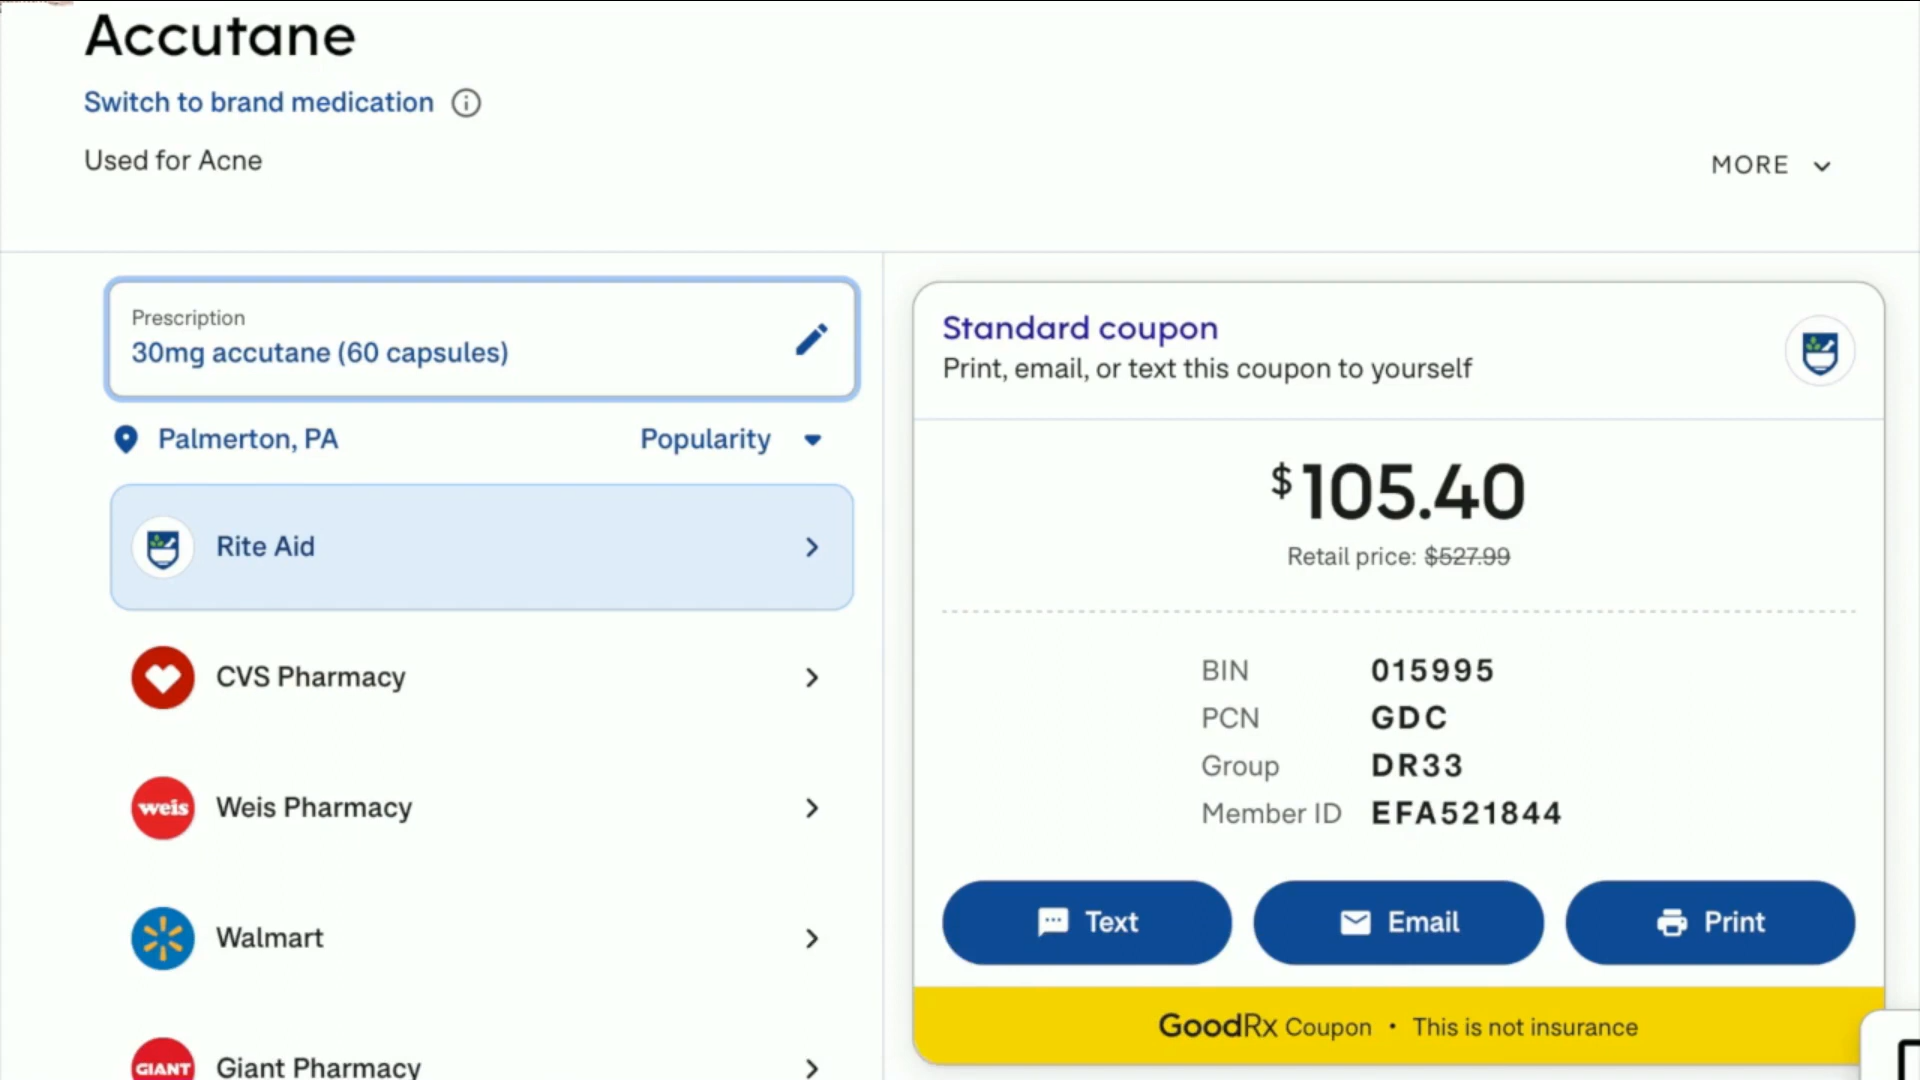 Accutane
Switch to brand medication
Used for Acne
MORE
Prescription
30mg accutane (60 capsules)
Palmerton, PA
Popularity
Rite Aid
CVS Pharmacy
weis
Weis Pharmacy
Walmart
GIANT
Giant Pharmacy
Standard coupon
Print, email, or text this coupon to yourself
$105.40
Retail price: $527.99
BIN 015995
PCN GDC
Group DR33
Member ID EFA521844
Text
Email
Print
GoodRx Coupon • This is not insurance